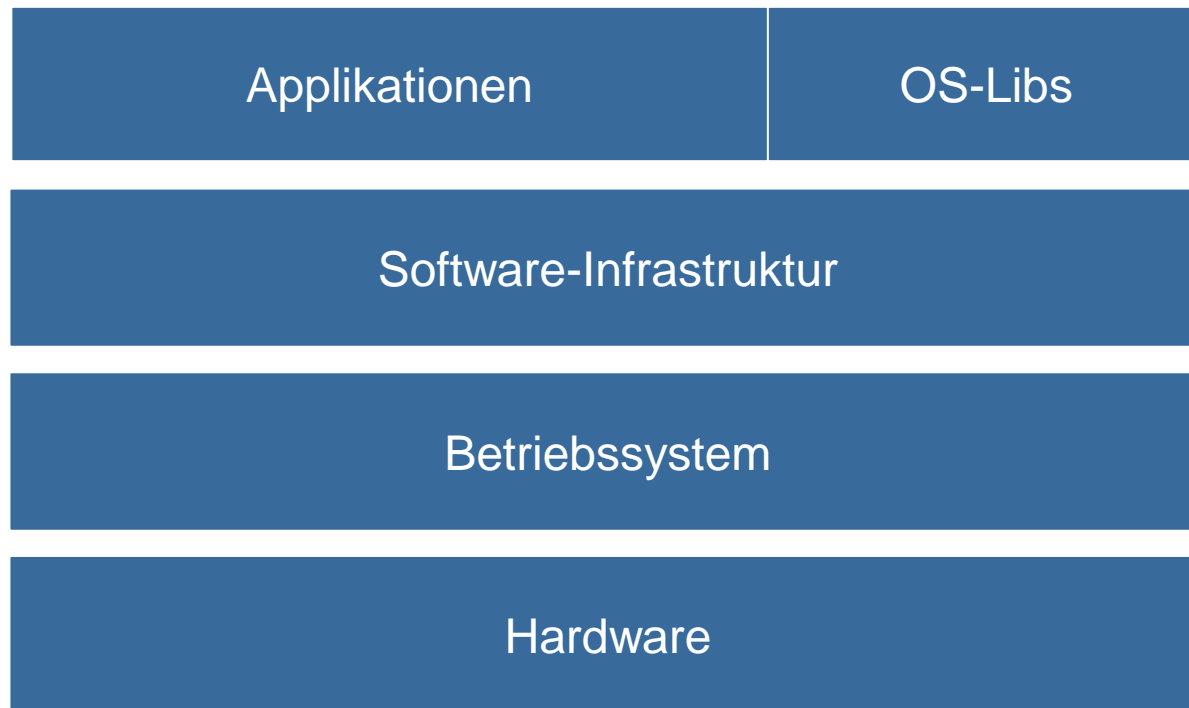 Applikationen
OS-Libs
Software-Infrastruktur
Betriebssystem
Hardware